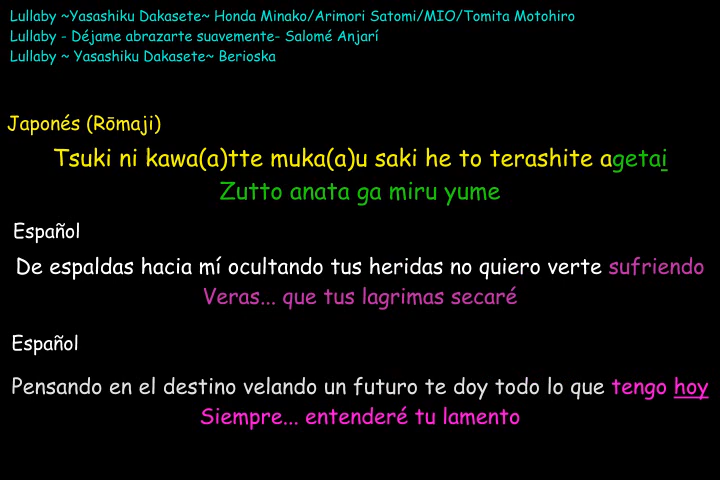 Lullaby ~Yasashiku Dakasete~ Honda Minako/Arimori Satomi/MIO/Tomita Motohiro
Lullaby - Déjame abrazarte suavemente- Salomé Anjarí
Lullaby ~ Yasashiku Dakasete~ Berioska
Japonés (Rōmaji)
Tsuki ni kawa(a)tte muka(a)u saki he to terashite agetai
Zutto anata ga miru yume
Español
De espaldas hacia mí ocultando tus heridas no quiero verte sufriendo
Veras... que tus lagrimas secaré
Español
Pensando en el destino velando un futuro te doy todo lo que tengo hoy
Siempre... entenderé tu lamento